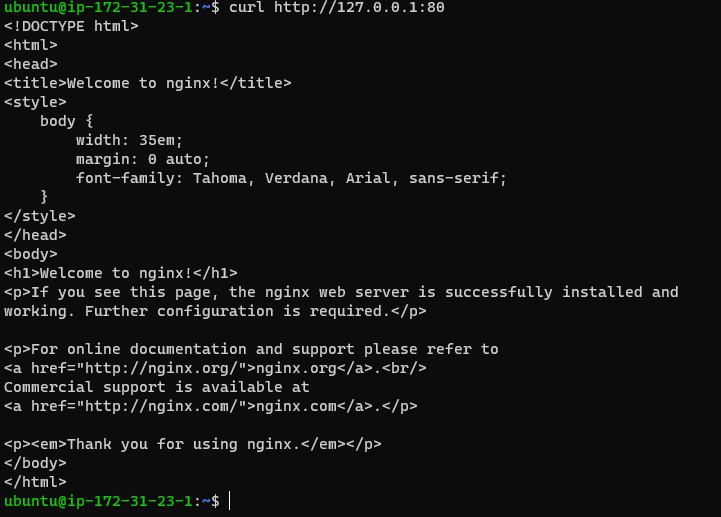 ubuntu@ip-172-31-23-1:~$ curl http://127.0.0.1:80
<!DOCTYPE html>
<html>
<head>
<title>Welcome to nginx!</title>
<style>
    body {
        width: 35em;
        margin: 0 auto;
        font-family: Tahoma, Verdana, Arial, sans-serif;
    }
</style>
</head>
<body>
<h1>Welcome to nginx!</h1>
<p>If you see this page, the nginx web server is successfully installed and
working. Further configuration is required.</p>

<p>For online documentation and support please refer to
<a href="http://nginx.org/">nginx.org</a>.<br/>
Commercial support is available at
<a href="http://nginx.com/">nginx.com</a>.</p>

<p><em>Thank you for using nginx.</em></p>
</body>
</html>
ubuntu@ip-172-31-23-1:~$